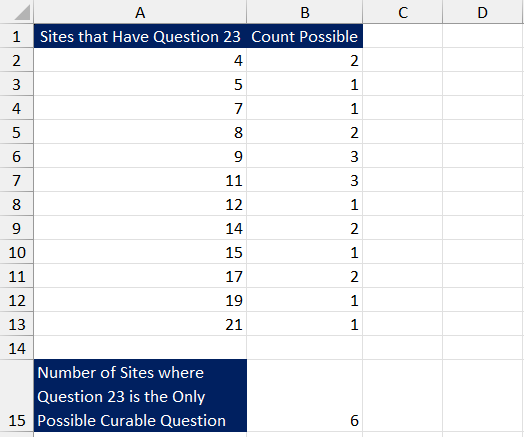 A B C D
1 Sites that Have Question 23 Count Possible
2 4 2
3 5 1
4 7 1
5 8 2
6 9 3
7 11 3
8 12 1
9 14 2
10 15 1
11 17 2
12 19 1
13 21 1
14
Number of Sites where
Question 23 is the Only
15 Possible Curable Question 6